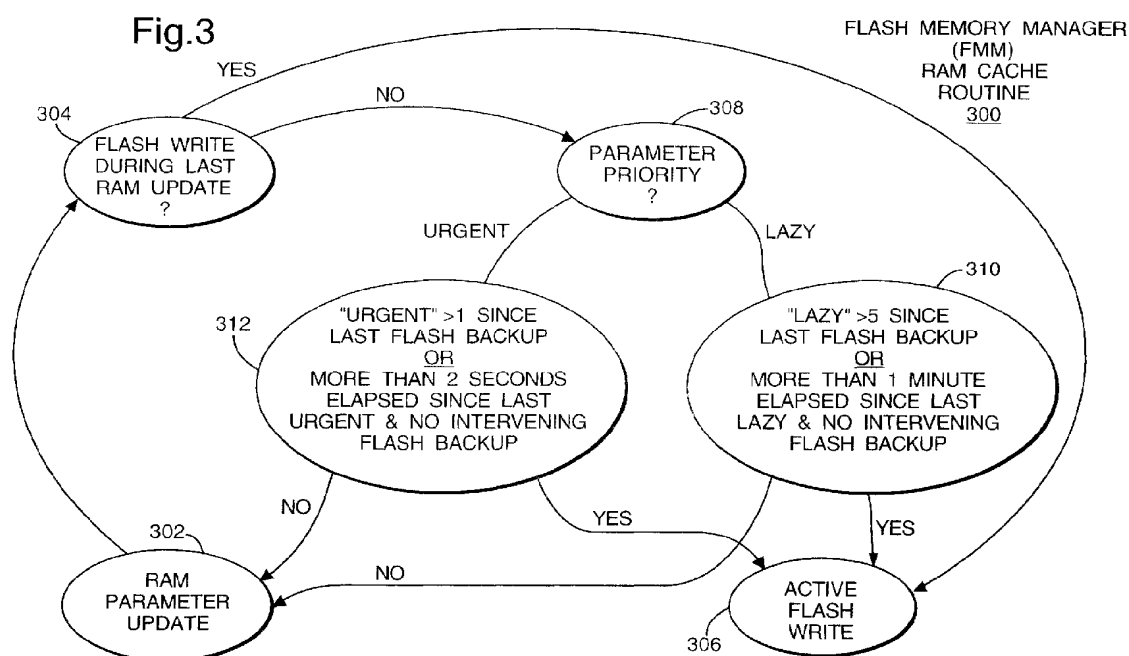 Fig.3
FLASH MEMORY MANAGER
(FMM)
RAM CACHE
ROUTINE
300
YES
NO
304
FLASH WRITE
DURING LAST
RAM UPDATE
?
308
PARAMETER
PRIORITY
?
URGENT
LAZY
312
"URGENT" >1 SINCE
LAST FLASH BACKUP
OR
MORE THAN 2 SECONDS
ELAPSED SINCE LAST
URGENT & NO INTERVENING
FLASH BACKUP
310
"LAZY" >5 SINCE
LAST FLASH BACKUP
OR
MORE THAN 1 MINUTE
ELAPSED SINCE LAST
LAZY & NO INTERVENING
FLASH BACKUP
NO
YES
NO
YES
302
RAM
PARAMETER
UPDATE
306
ACTIVE
FLASH
WRITE